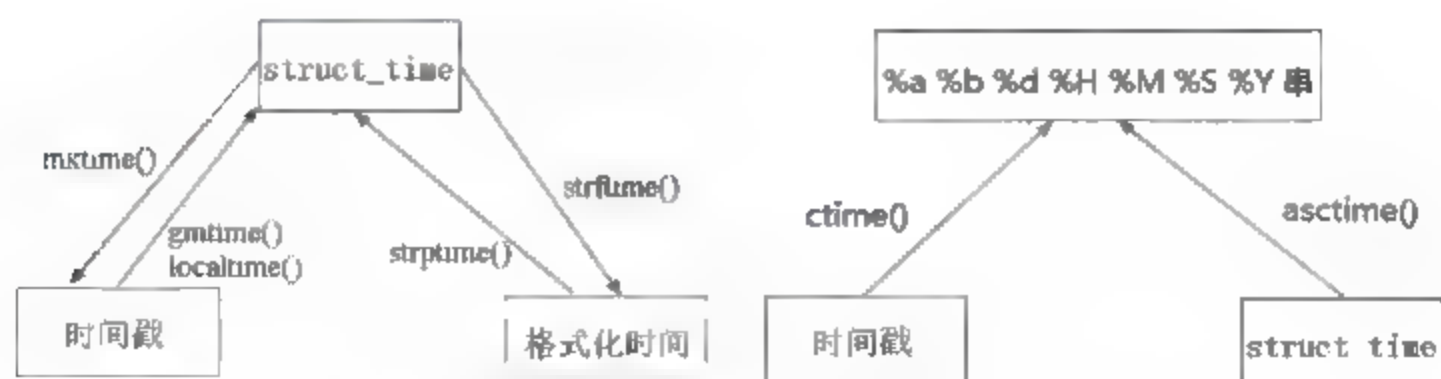 struct_time
%a %b %d %H %M %S %Y 串
mktime()
strftime()
ctime()
asctime()
gmtime()
localtime()
strptime()
时间戳
格式化时间
时间戳
struct time